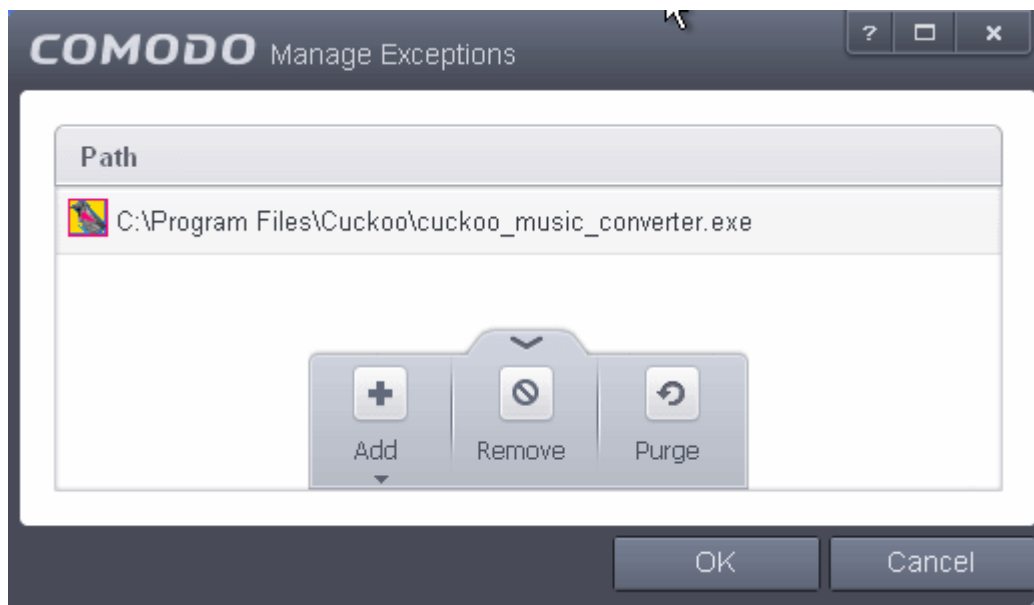 COMODO Manage Exceptions
?
Path
C:\Program Files\Cuckoo\cuckoo_music_converter.exe
Add
Remove
Purge
OK
Cancel